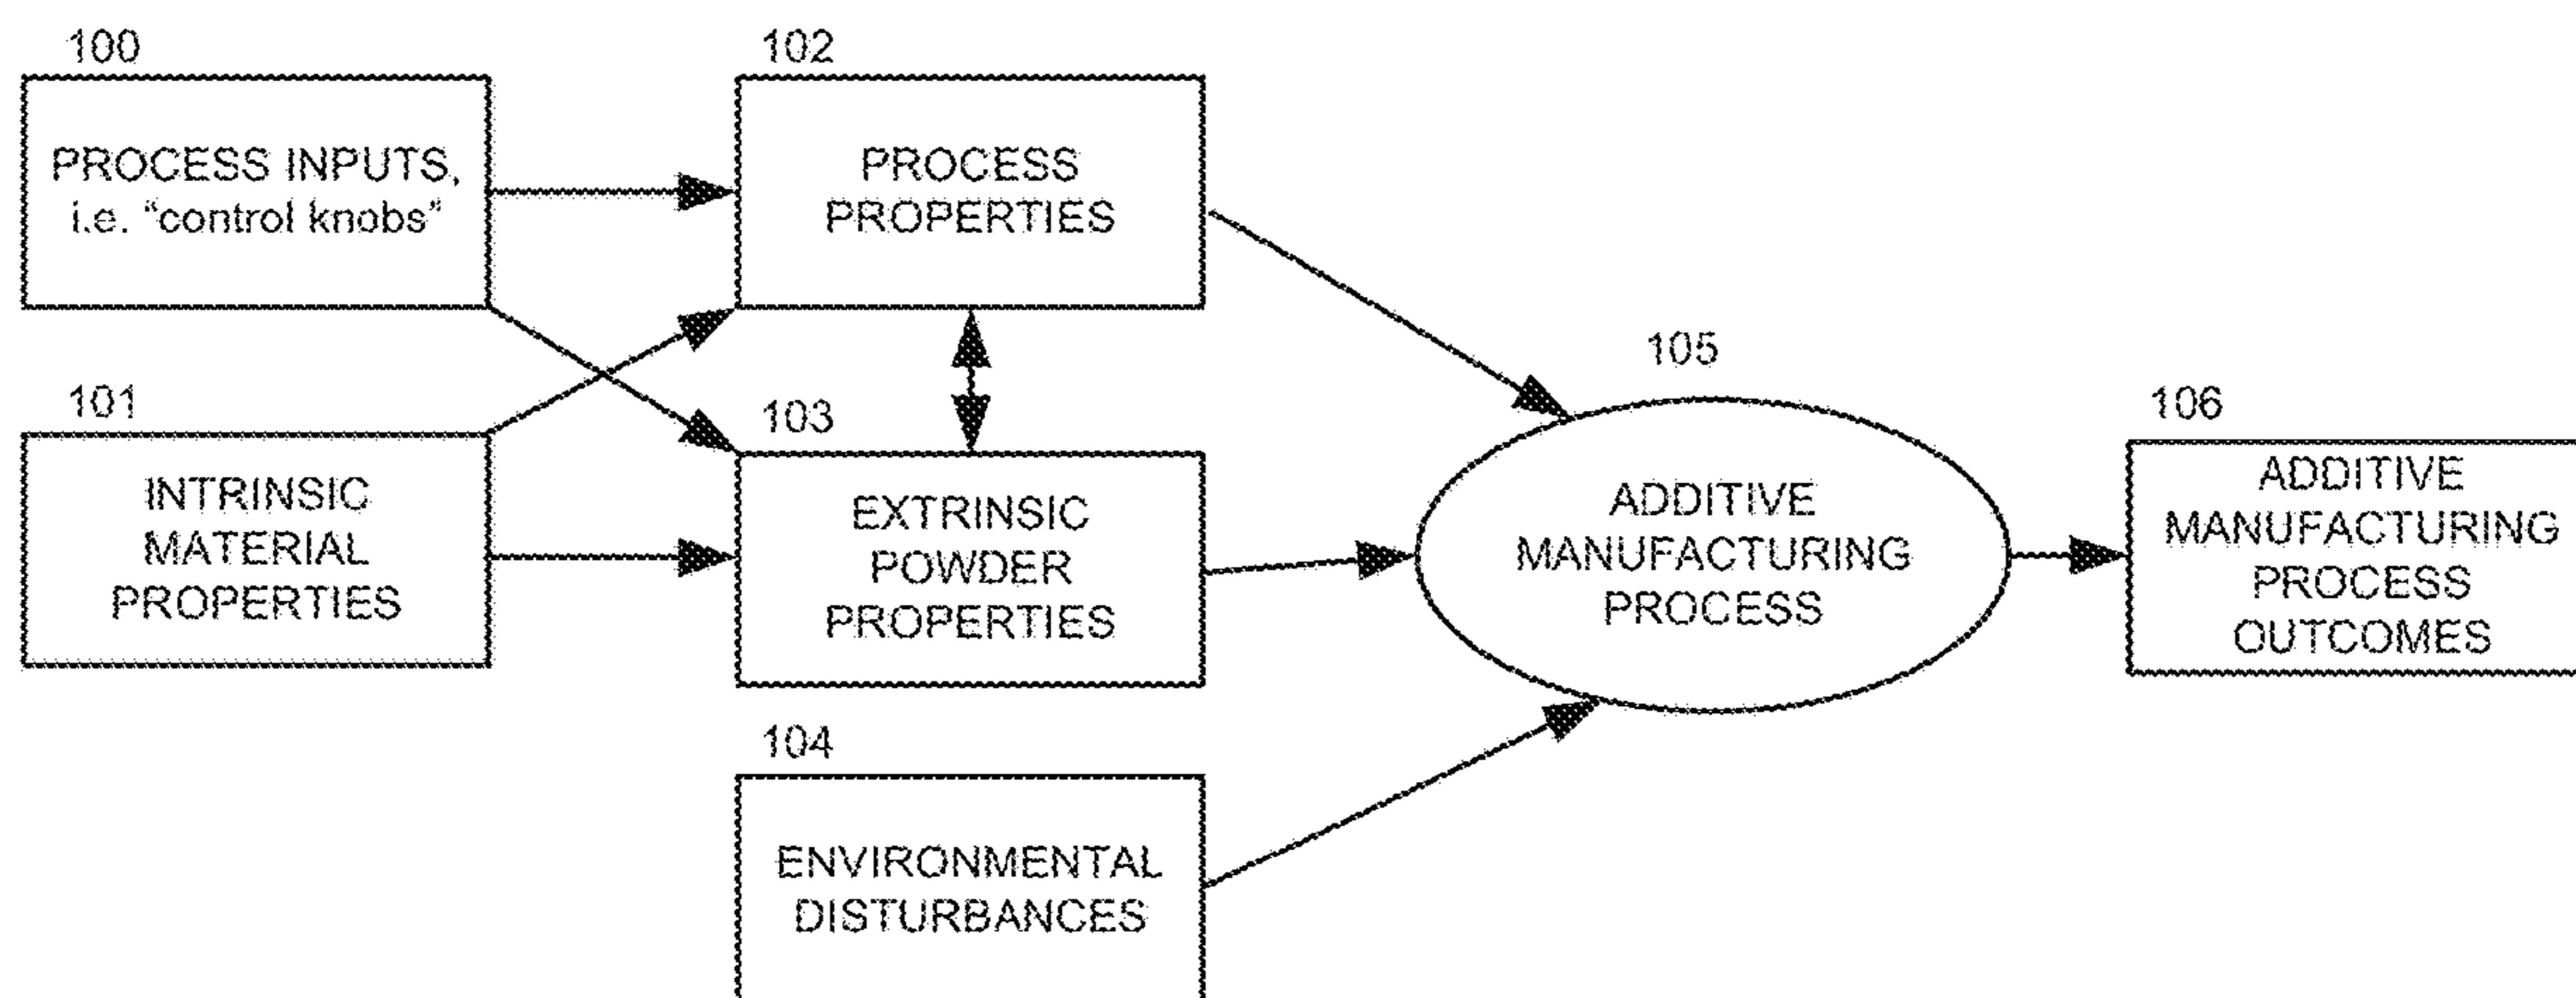 100
PROCESS INPUTS,
i.e. “control knobs”
102
PROCESS
PROPERTIES
101
INTRINSIC
MATERIAL
PROPERTIES
103
EXTRINSIC
POWDER
PROPERTIES
104
ENVIRONMENTAL
DISTURBANCES
105
ADDITIVE
MANUFACTURING
PROCESS
106
ADDITIVE
MANUFACTURING
PROCESS
OUTCOMES